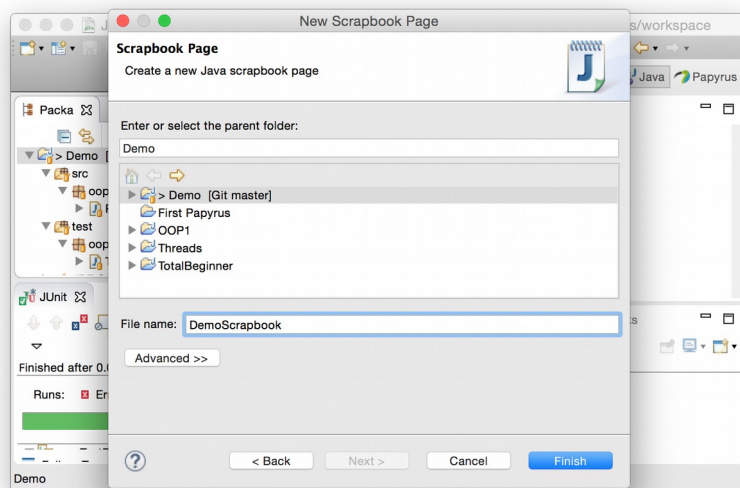 New Scrapbook Page
s/workspace
Scrapbook Page
Create a new Java scrapbook page
Java Papyrus
Packa
Enter or select the parent folder:
Demo
> Demo [
> Demo [Git master]
src
oop
First Papyrus
OOP1
Threads
TotalBeginner
test
oop
JUnit
File name: DemoScrapbook
Advanced >>
Finished after 0.
Runs: Er
< Back Next > Cancel Finish
Demo